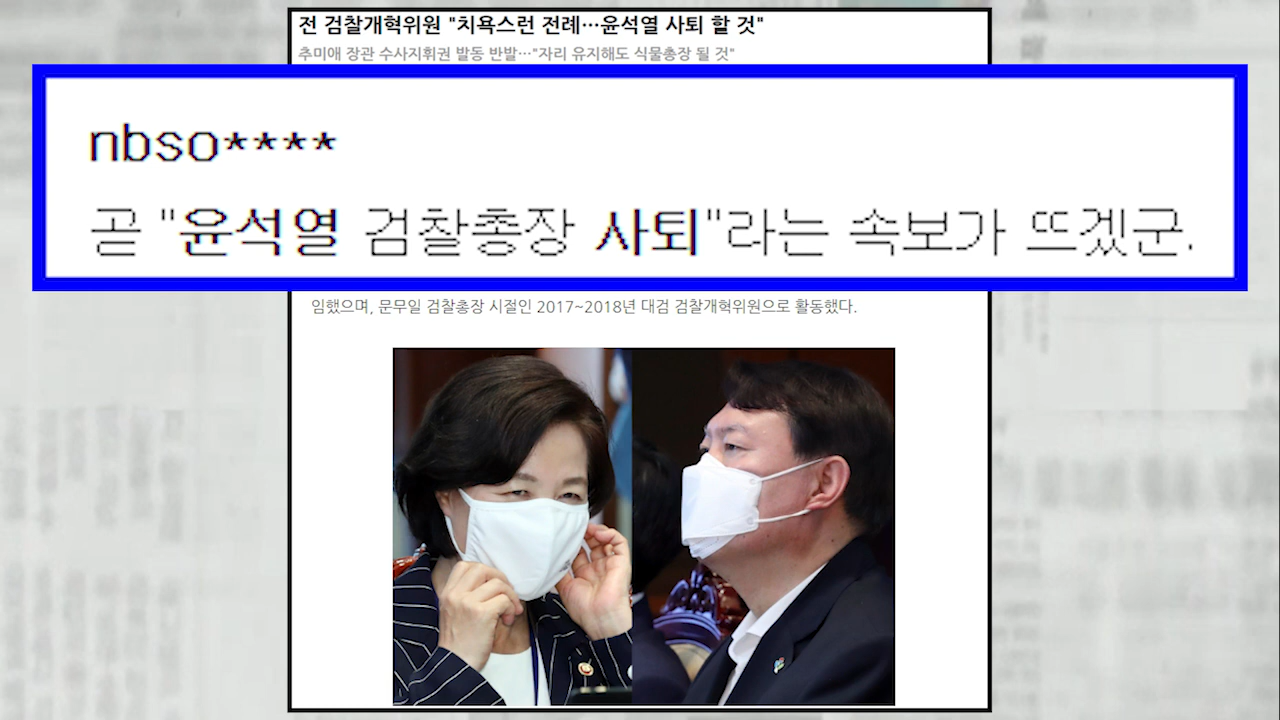 전 검찰개혁위원 "치욕스런 전례…윤석열 사퇴 할 것"
추미애 장관 수사지휘권 발동 반발…"자리 유지해도 식물총장 될 것"
nbso****
곧 "윤석열 검찰총장 사퇴"라는 속보가 뜨겠군.
임했으며, 문무일 검찰총장 시절인 2017~2018년 대검 검찰개혁위원으로 활동했다.